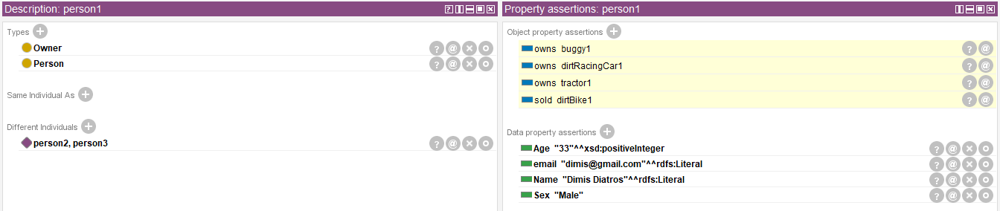 Description: person1
Types
Owner
Person
Same Individual As
Different Individuals
person2, person3
Property assertions: person1
Object property assertions
owns buggy1
owns dirtRacingCar1
owns tractor1
sold dirtBike1
Data property assertions
Age "33"^^xsd:positiveInteger
email "dimis@gmail.com"^^rdfs:Literal
Name "Dimis Diatros"^^rdfs:Literal
Sex "Male"